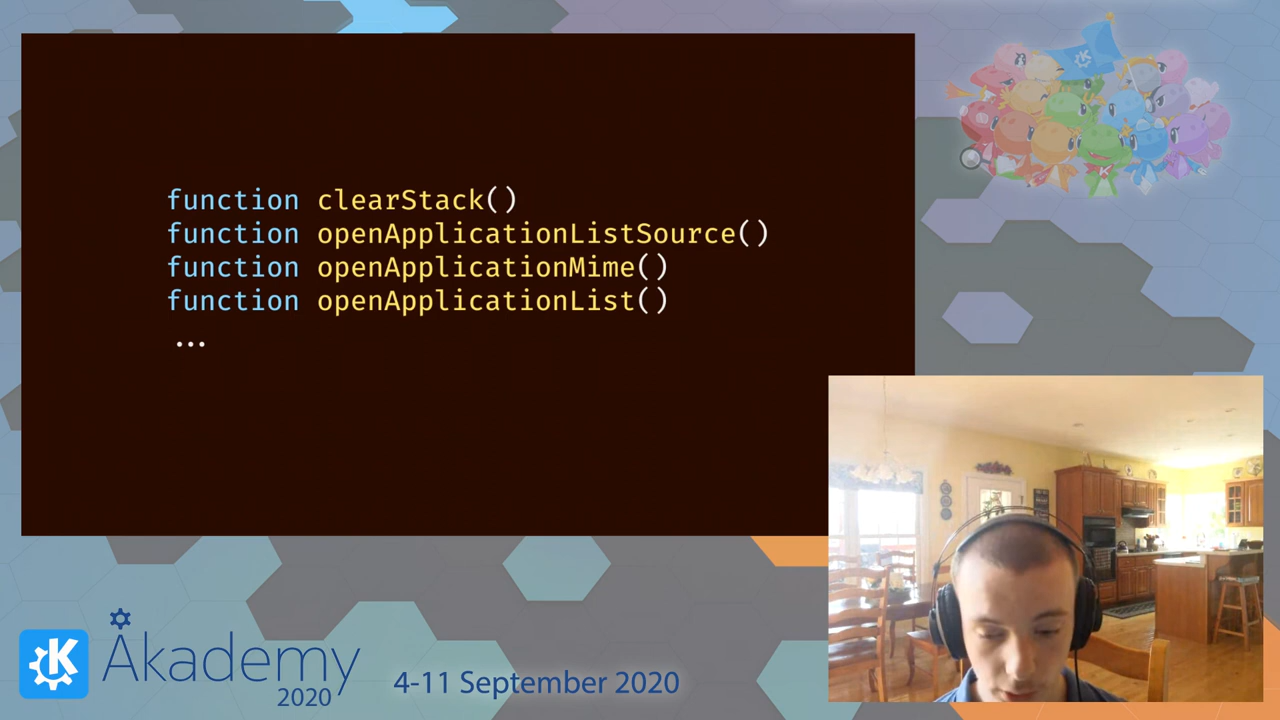 function clearStack()
function openApplicationListSource()
function openApplicationMime()
function openApplicationList()
...
Akademy
2020
4-11 September 2020